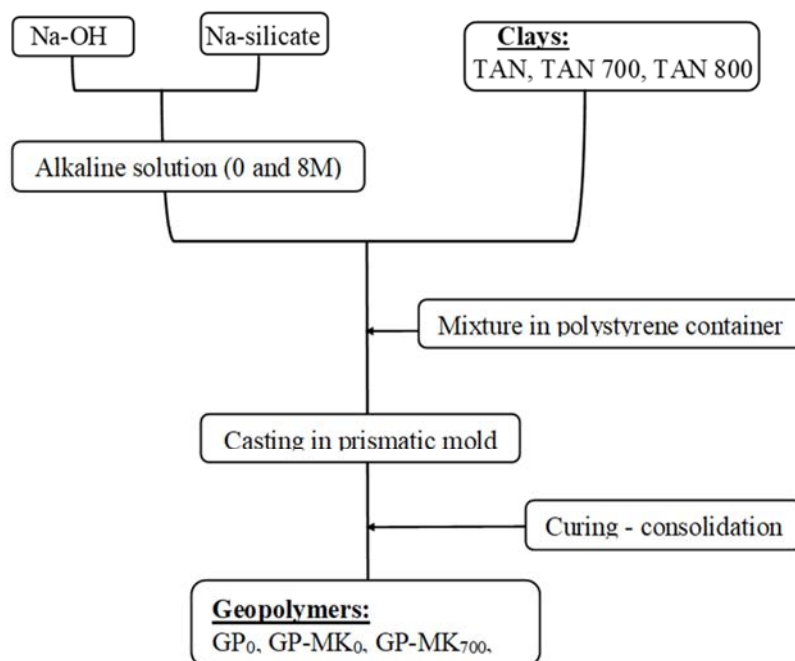 Na-OH
Na-silicate
Clays:
TAN, TAN 700, TAN 800
Alkaline solution (0 and 8M)
Mixture in polystyrene container
Casting in prismatic mold
Curing - consolidation
Geopolymers:
GP₀, GP-MK₀, GP-MK₇₀₀,